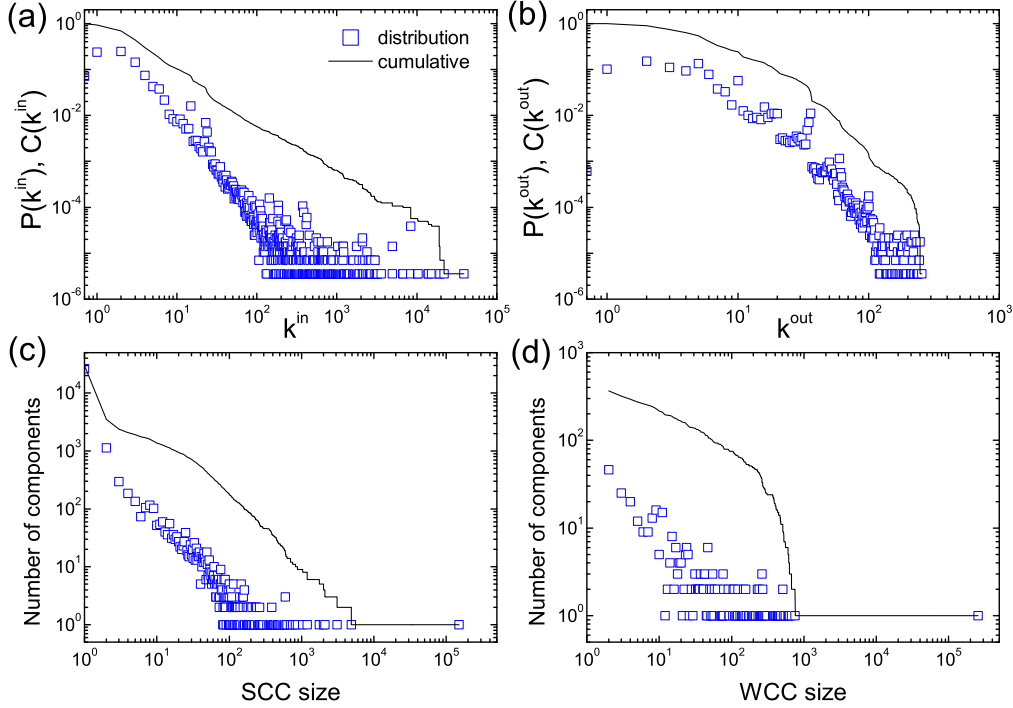 (a)
10^0
10^-2
10^-4
10^-6
P(k^in), C(k^in)
distribution
cumulative
10^0 10^1 10^2 10^3 10^4 10^5
k^in
(b)
10^0
10^-2
10^-4
10^-6
P(k^out), C(k^out)
10^0 10^1 10^2 10^3
k^out
(c)
10^4
10^3
10^2
10^1
10^0
Number of components
10^0 10^1 10^2 10^3 10^4 10^5
SCC size
(d)
10^3
10^2
10^1
10^0
Number of components
10^0 10^1 10^2 10^3 10^4 10^5
WCC size